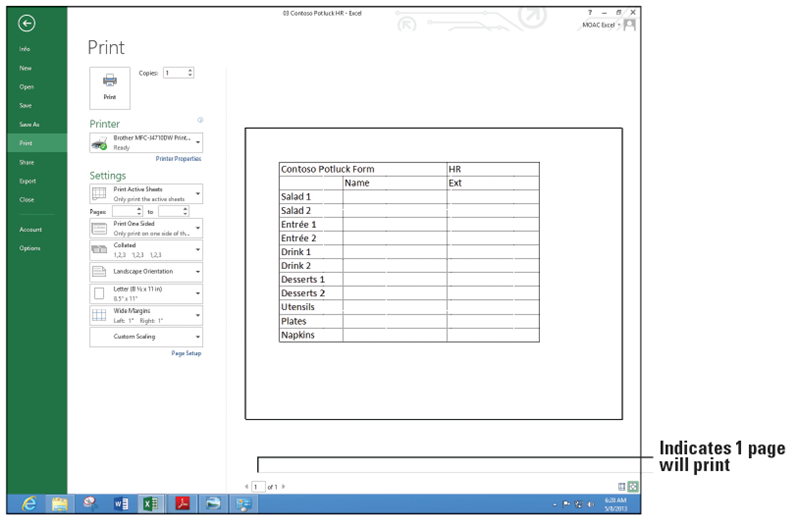 03 Contoso Potluck HR - Excel
?
MOAC Excel
Info
New
Open
Save
Save As
Print
Share
Export
Close
Account
Options
Print
Print
Copies: 1
Printer
Brother MFC-J4710DW Print...
Ready
Printer Properties
Settings
Print Active Sheets
Only print the active sheets
Pages: to
Print One Sided
Only print on one side of th...
Collated
1,2,3 1,2,3 1,2,3
Landscape Orientation
Letter (8 ½ x 11 in)
8.5" x 11"
Wide Margins
Left: 1" Right: 1"
Custom Scaling
Page Setup
Contoso Potluck Form HR
Name Ext
Salad 1
Salad 2
Entrée 1
Entrée 2
Drink 1
Drink 2
Desserts 1
Desserts 2
Utensils
Plates
Napkins
1 of 1
Indicates 1 page
will print
6:28 AM
5/8/2013